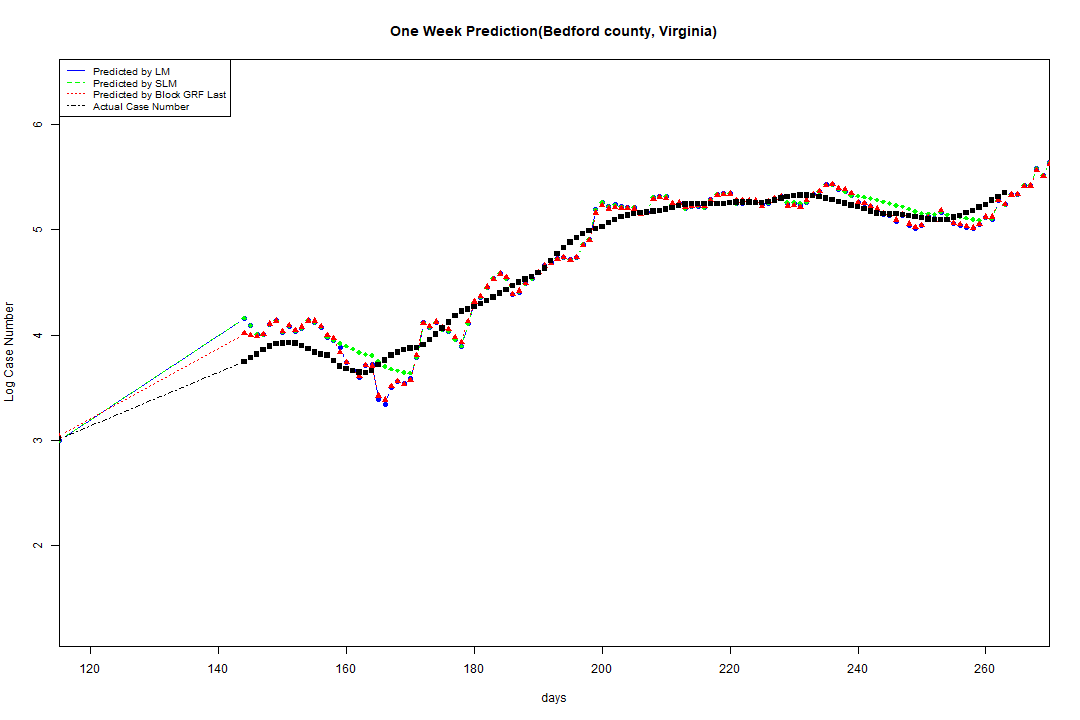 One Week Prediction(Bedford county, Virginia)
Predicted by LM
Predicted by SLM
Predicted by Block GRF Last
Actual Case Number
6
5
4
3
2
Log Case Number
120 140 160 180 200 220 240 260
days